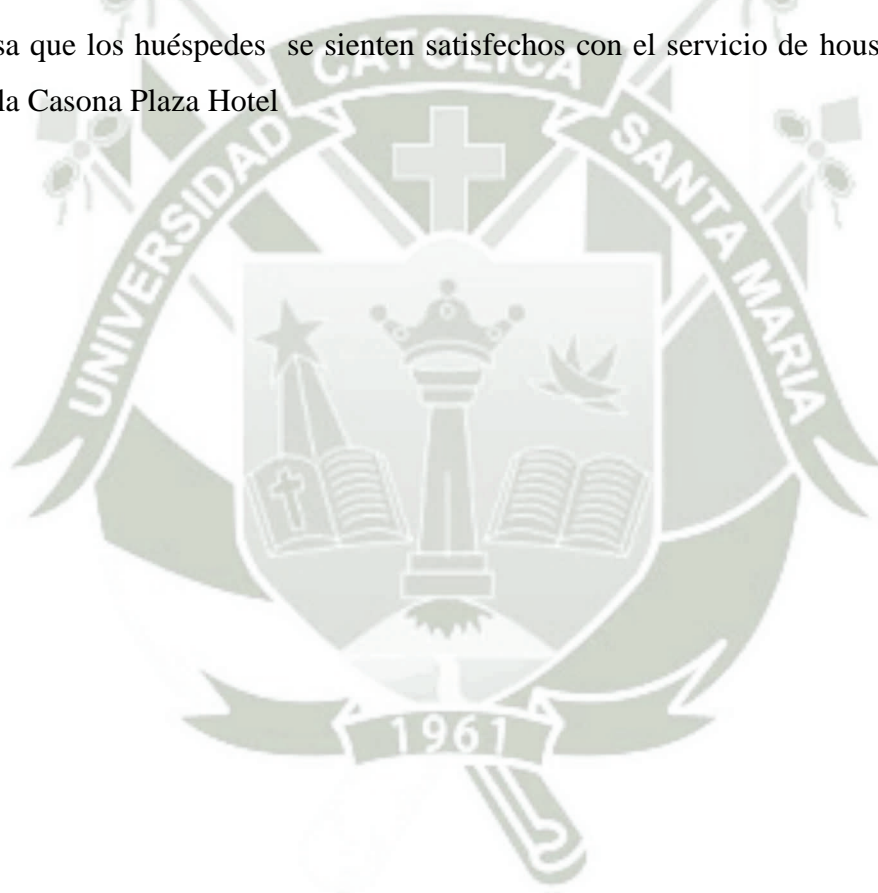 sa que los huéspedes se sienten satisfechos con el servicio de hous
la Casona Plaza Hotel
UNIVERSIDAD CATOLICA SANTA MARIA
1961